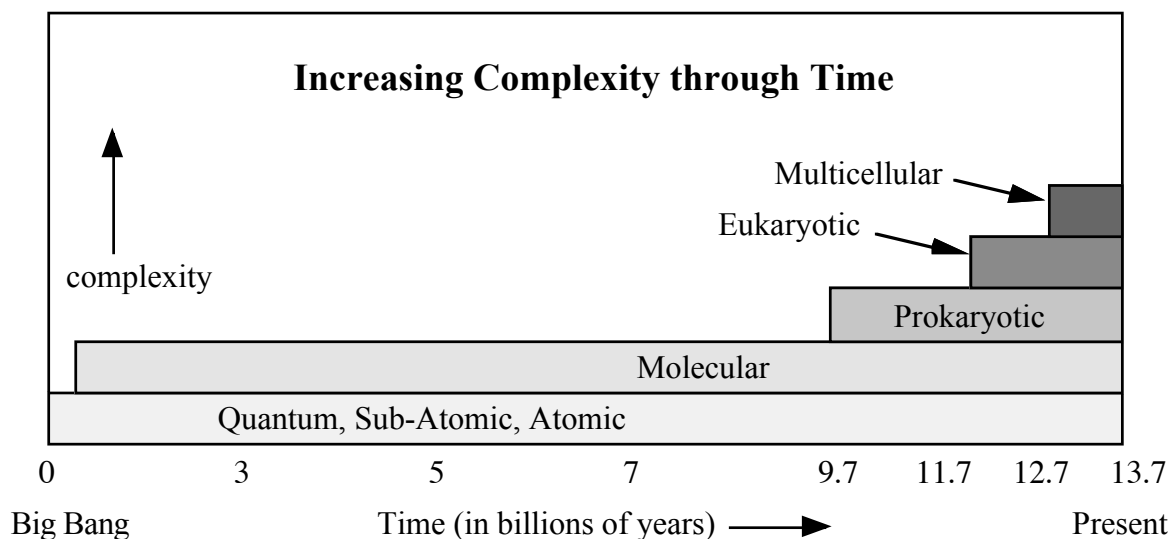 Increasing Complexity through Time
Multicellular
Eukaryotic
complexity
Prokaryotic
Molecular
Quantum, Sub-Atomic, Atomic
0 3 5 7 9.7 11.7 12.7 13.7
Big Bang Time (in billions of years) Present